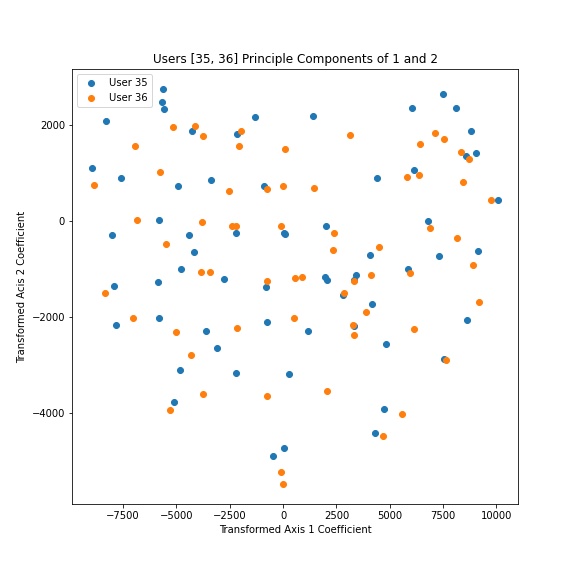 Users [35, 36] Principle Components of 1 and 2
User 35
User 36
2000
0
−2000
−4000
Transformed Acis 2 Coefficient
−7500 −5000 −2500 0 2500 5000 7500 10000
Transformed Axis 1 Coefficient